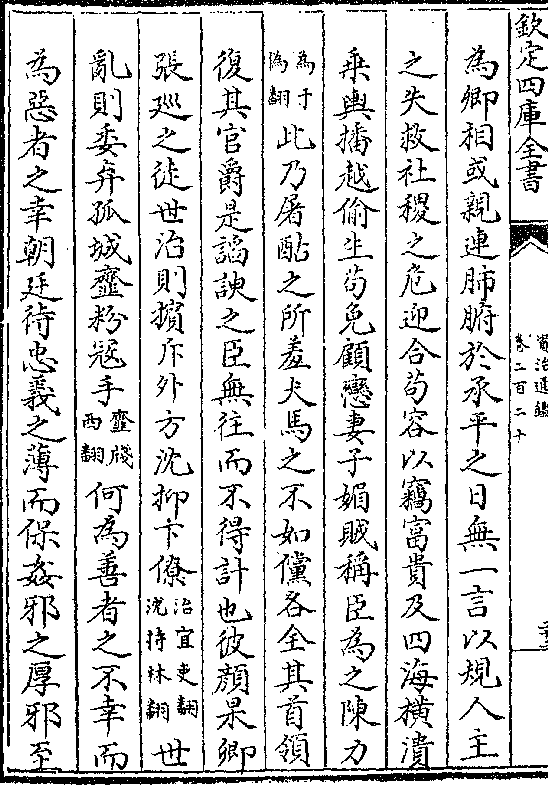 欽定四庫全書
資治通鑑
卷二百二十
為卿相或親連肺腑於承平之日無一言以規人主
之失救社稷之危迎合茍容以竊富貴及四海橫潰
乘輿播越偷生茍免顧戀妻子媚賊稱臣為之陳力
為于偽翻此乃屠酤之所羞犬馬之不如儻各全其首領
復其官爵是諂諛之臣無往而不得計也彼顔杲卿
張廵之徒世治則擯斥外方沈抑下僚治直吏翻沈持林翻世
亂則委弃孤城齏粉冦手齏牋西翻何為善者之不幸而
為惡者之幸朝廷待忠義之薄而保姦邪之厚邪至